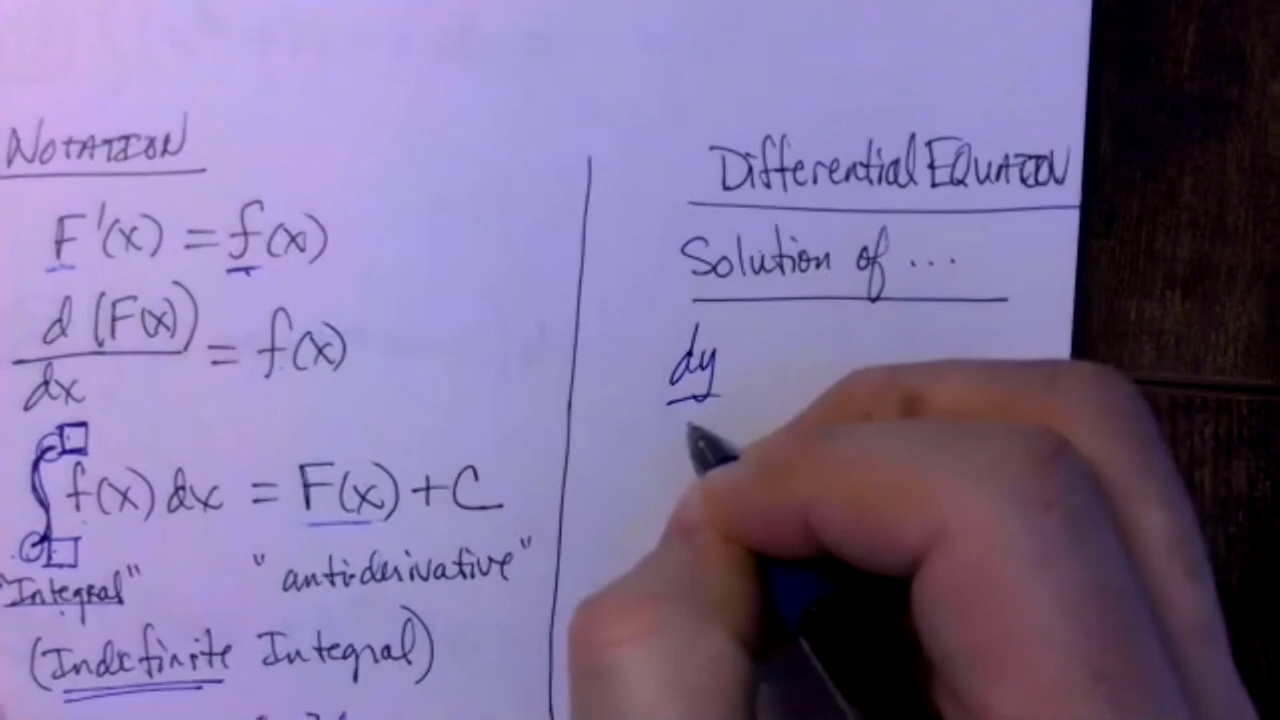 NOTATION
F'(x) = f(x)
d (F(x))
dx
= f(x)
∫ f(x) dx = F(x) + C
"Integral"
"antiderivative"
(Indefinite Integral)
Differential EQUATION
Solution of ...
dy